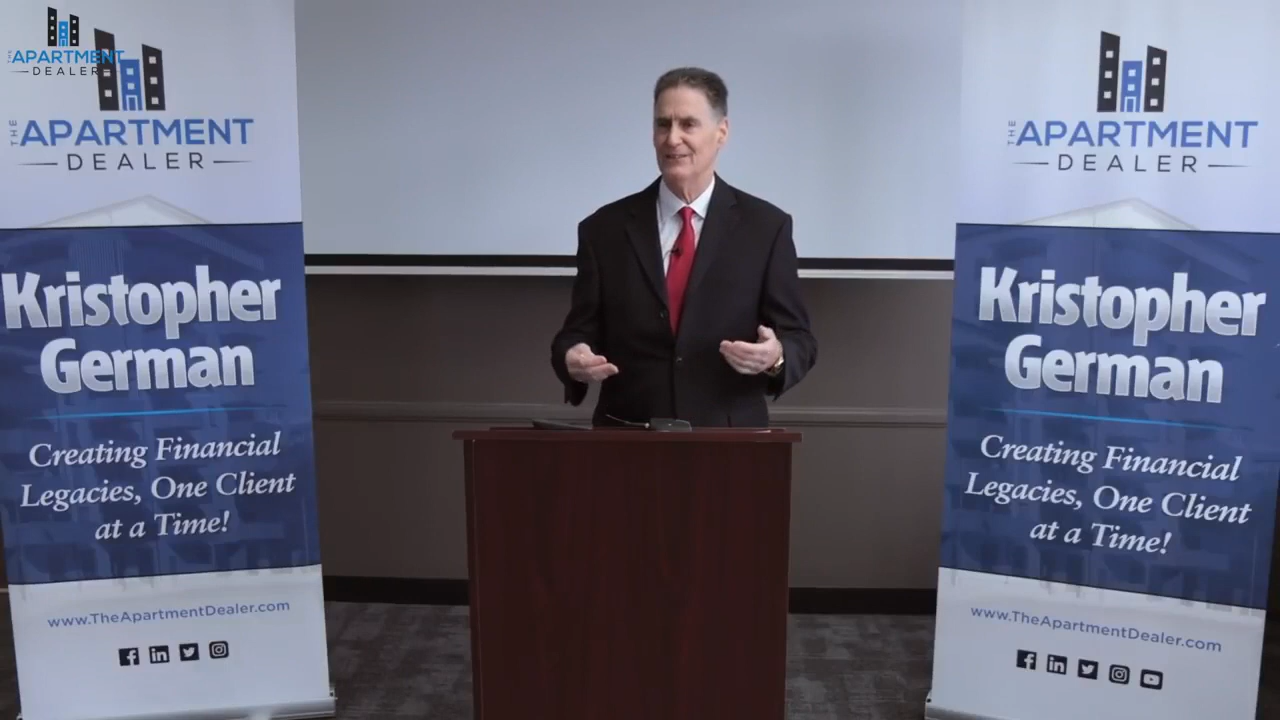 THE APARTMENT
DEALER
THE APARTMENT
DEALER
Kristopher
German
Creating Financial
Legacies, One Client
at a Time!
www.TheApartmentDealer.com
THE APARTMENT
DEALER
Kristopher
German
Creating Financial
Legacies, One Client
at a Time!
www.TheApartmentDealer.com